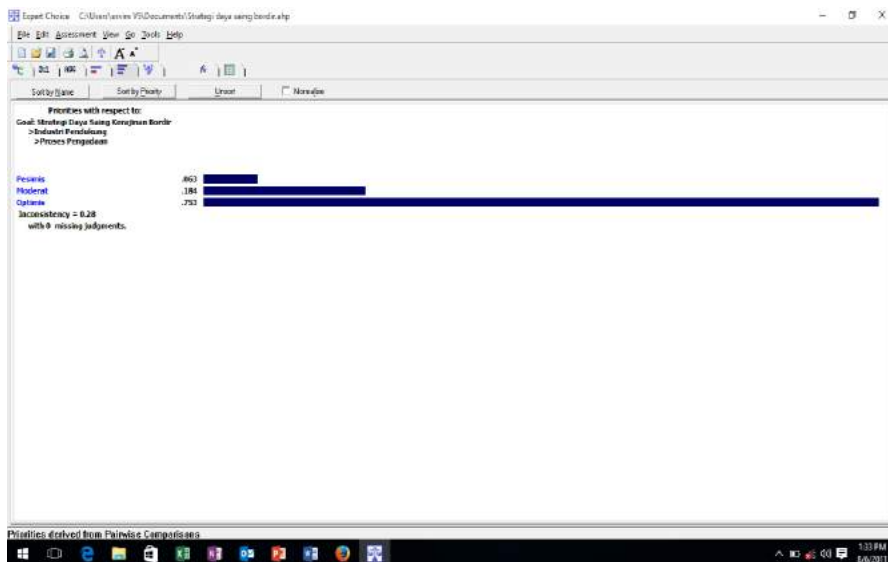 Expert Choice C:\Users\arvies VS\Documents\Strategi daya saing bordir.ahp
File Edit Assessment View Go Tools Help
Sort by Name Sort by Priority Unsort Normalize
Priorities with respect to:
Goal: Strategi Daya Saing Kerajinan Bordir
>Industri Pendukung
>Proses Pengadaan
Pesimis .063
Moderat .184
Optimis .753
Inconsistency = 0.28
with 0 missing judgments.
Priorities derived from Pairwise Comparisons
1:33 PM